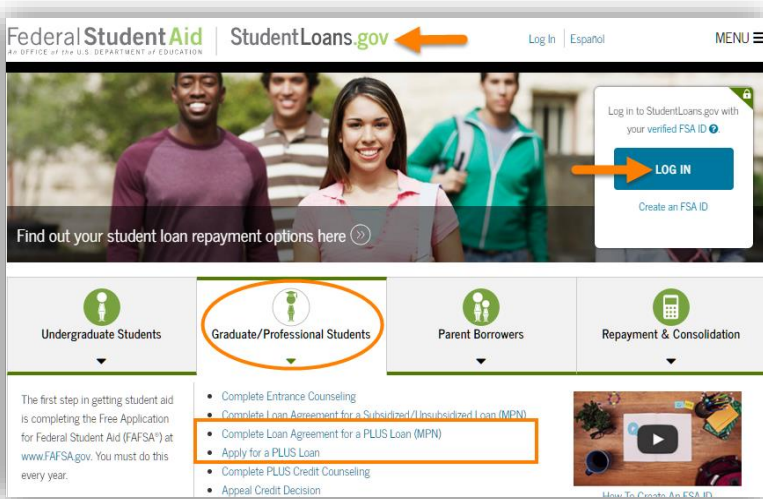 Federal Student Aid
An OFFICE of the U.S. DEPARTMENT of EDUCATION
StudentLoans.gov
Log In | Español
MENU
Log in to StudentLoans.gov with
your verified FSA ID
LOG IN
Create an FSA ID
Find out your student loan repayment options here
Undergraduate Students
Graduate/Professional Students
Parent Borrowers
Repayment & Consolidation
The first step in getting student aid
is completing the Free Application
for Federal Student Aid (FAFSA®) at
www.FAFSA.gov. You must do this
every year.
• Complete Entrance Counseling
• Complete Loan Agreement for a Subsidized/Unsubsidized Loan (MPN)
• Complete Loan Agreement for a PLUS Loan (MPN)
• Apply for a PLUS Loan
• Complete PLUS Credit Counseling
• Appeal Credit Decision
How To Create An FSA ID